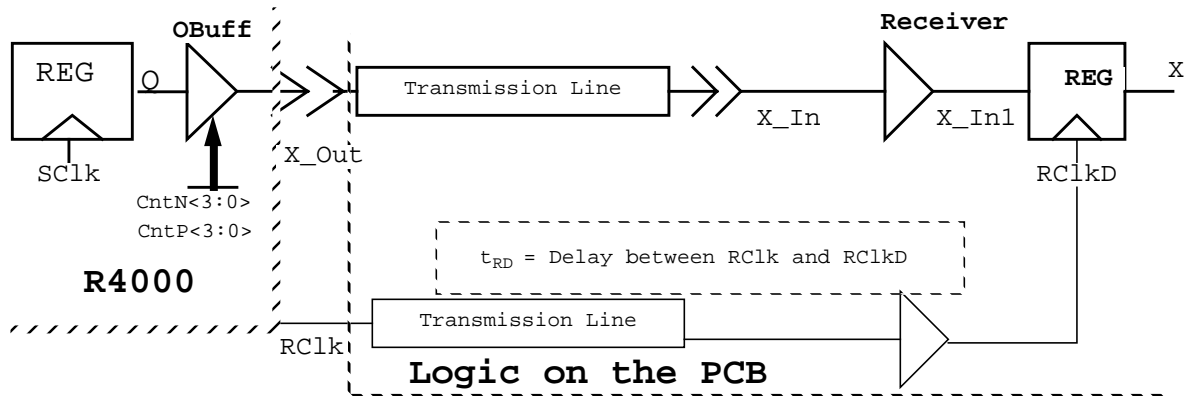 OBuff
Receiver
REG
Q
Transmission Line
X_In
X_In1
REG
X
SClk
X_Out
RClkD
CntN<3:0>
CntP<3:0>
tRD = Delay between RClk and RClkD
R4000
Transmission Line
RClk
Logic on the PCB